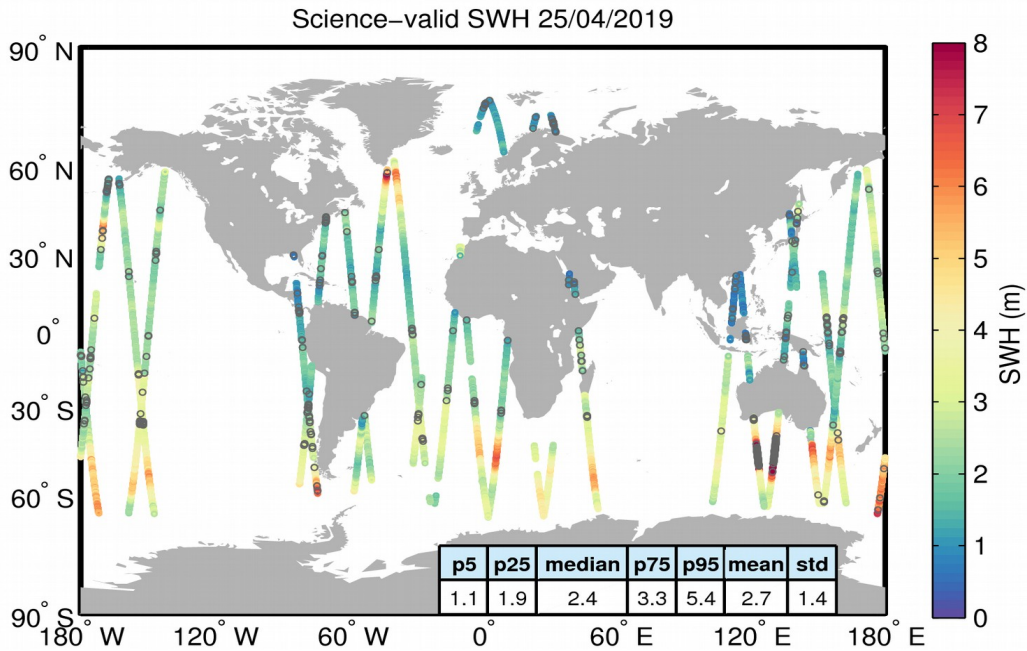 Science−valid SWH 25/04/2019
90° N
60° N
30° N
0°
30° S
60° S
90° S
180° W
120° W
60° W
0°
60° E
120° E
180° E
p5 p25 median p75 p95 mean std
1.1 1.9 2.4 3.3 5.4 2.7 1.4
8
7
6
5
4
3
2
1
0
SWH (m)